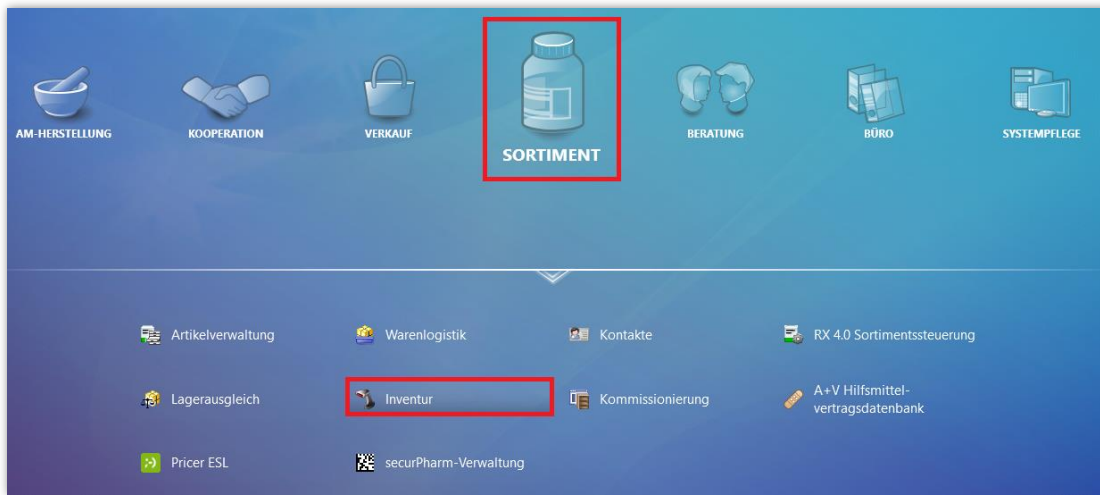 AM-HERSTELLUNG
KOOPERATION
VERKAUF
SORTIMENT
BERATUNG
BÜRO
SYSTEMPFLEGE
Artikelverwaltung
Warenlogistik
Kontakte
RX 4.0 Sortimentssteuerung
Lagerausgleich
Inventur
Kommissionierung
A+V Hilfsmittel-
vertragsdatenbank
Pricer ESL
securPharm-Verwaltung